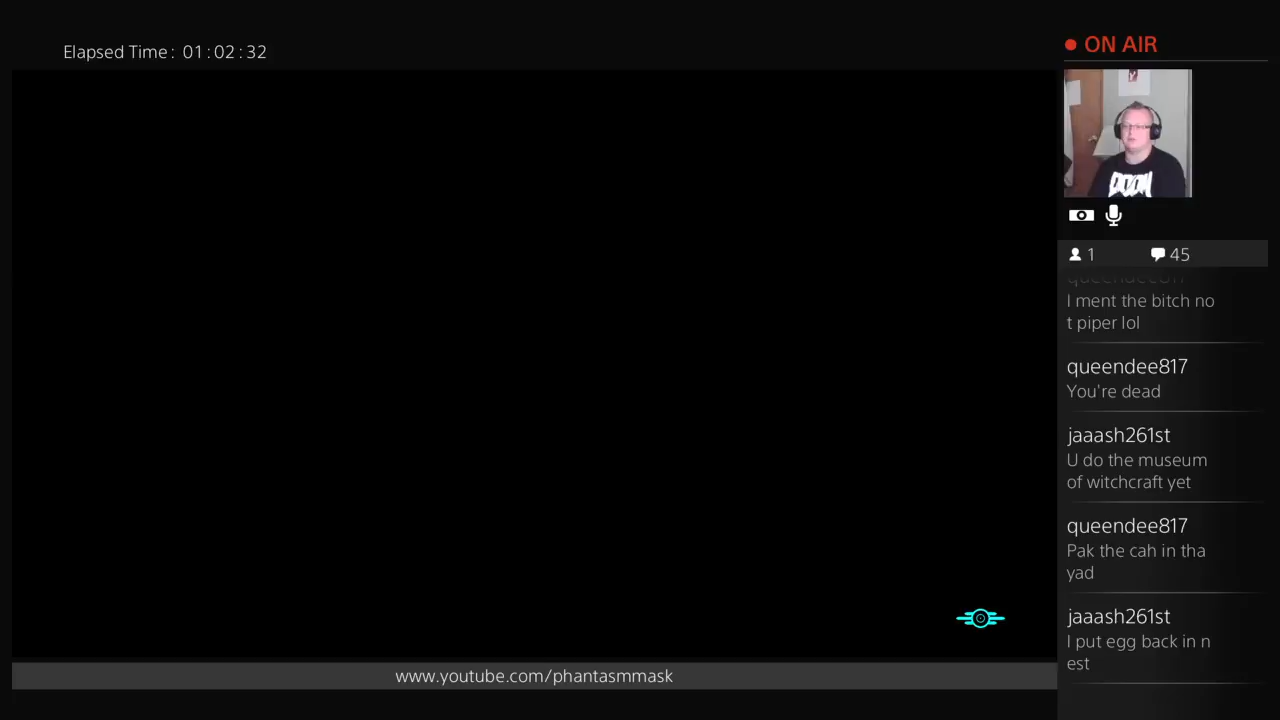 Elapsed Time: 01:02:32
ON AIR
DOOM
1 45
queendee817
I ment the bitch no
t piper lol
queendee817
You're dead
jaaash261st
U do the museum
of witchcraft yet
queendee817
Pak the cah in tha
yad
jaaash261st
I put egg back in n
est
www.youtube.com/phantasmmask